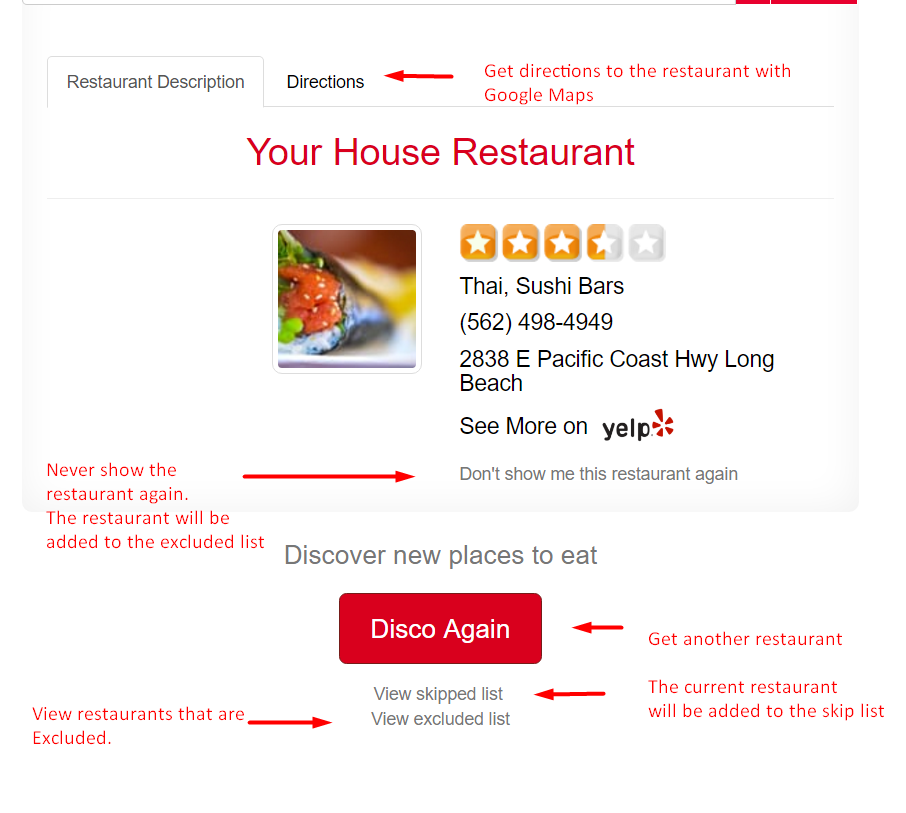 Restaurant Description
Directions
Get directions to the restaurant with
Google Maps
Your House Restaurant
Thai, Sushi Bars
(562) 498-4949
2838 E Pacific Coast Hwy Long
Beach
See More on yelp
Don't show me this restaurant again
Never show the
restaurant again.
The restaurant will be
added to the excluded list
Discover new places to eat
Disco Again
Get another restaurant
View skipped list
The current restaurant
will be added to the skip list
View excluded list
View restaurants that are
Excluded.